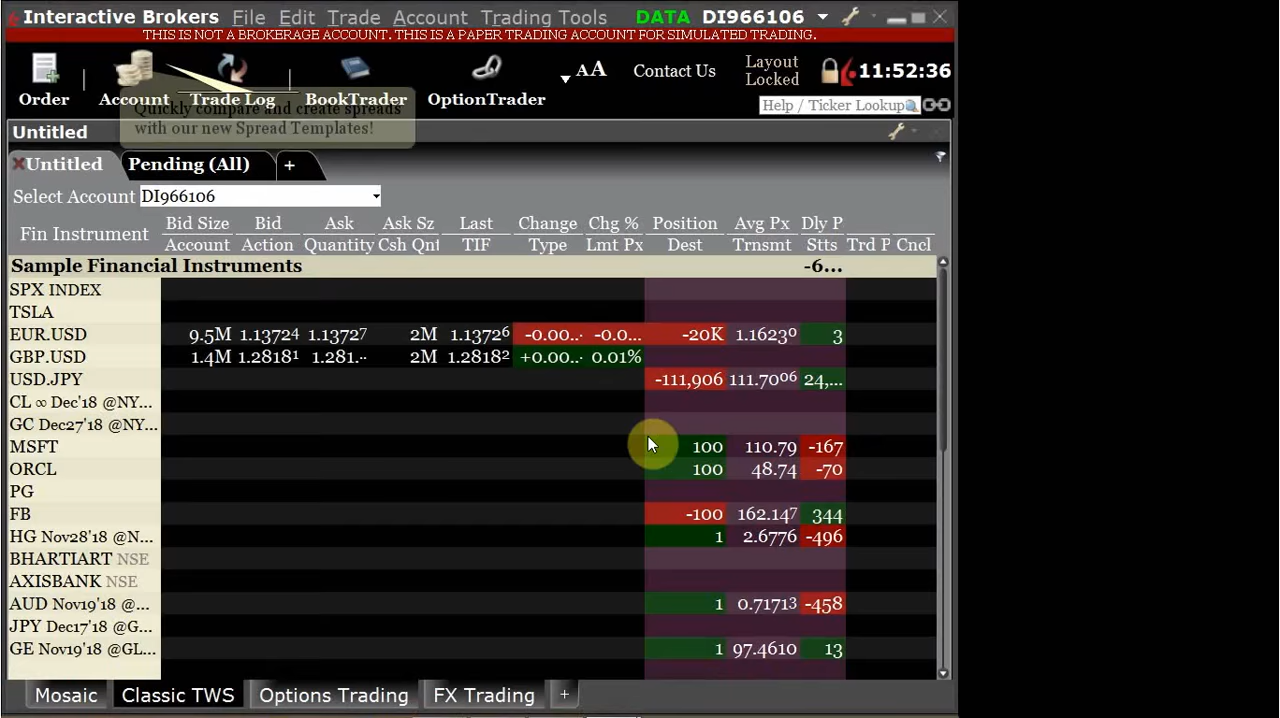 Interactive Brokers File Edit Trade Account Trading Tools DATA DI966106
THIS IS NOT A BROKERAGE ACCOUNT. THIS IS A PAPER TRADING ACCOUNT FOR SIMULATED TRADING.
Order Account Trade Log BookTrader OptionTrader AA Contact Us Layout Locked 11:52:36
Quickly compare and create spreads
with our new Spread Templates!
Help / Ticker Lookup
Untitled
Untitled Pending (All) +
Select Account DI966106
Fin Instrument
Bid Size Bid Ask Ask Sz Last Change Chg % Position Avg Px Dly P
Account Action Quantity Csh Qnt TIF Type Lmt Px Dest Trnsmt Stts Trd P Cncl
Sample Financial Instruments -6...
SPX INDEX
TSLA
EUR.USD 9.5M 1.13724 1.13727 2M 1.13726 -0.00... -0.0... -20K 1.16230 3
GBP.USD 1.4M 1.28181 1.281... 2M 1.28182 +0.00... 0.01%
USD.JPY -111,906 111.7006 24,...
CL ∞ Dec'18 @NY...
GC Dec27'18 @NY...
MSFT 100 110.79 -167
ORCL 100 48.74 -70
PG
FB -100 162.147 344
HG Nov28'18 @N... 1 2.6776 -496
BHARTIART NSE
AXISBANK NSE
AUD Nov19'18 @... 1 0.71713 -458
JPY Dec17'18 @G...
GE Nov19'18 @GL... 1 97.4610 13
Mosaic Classic TWS Options Trading FX Trading +